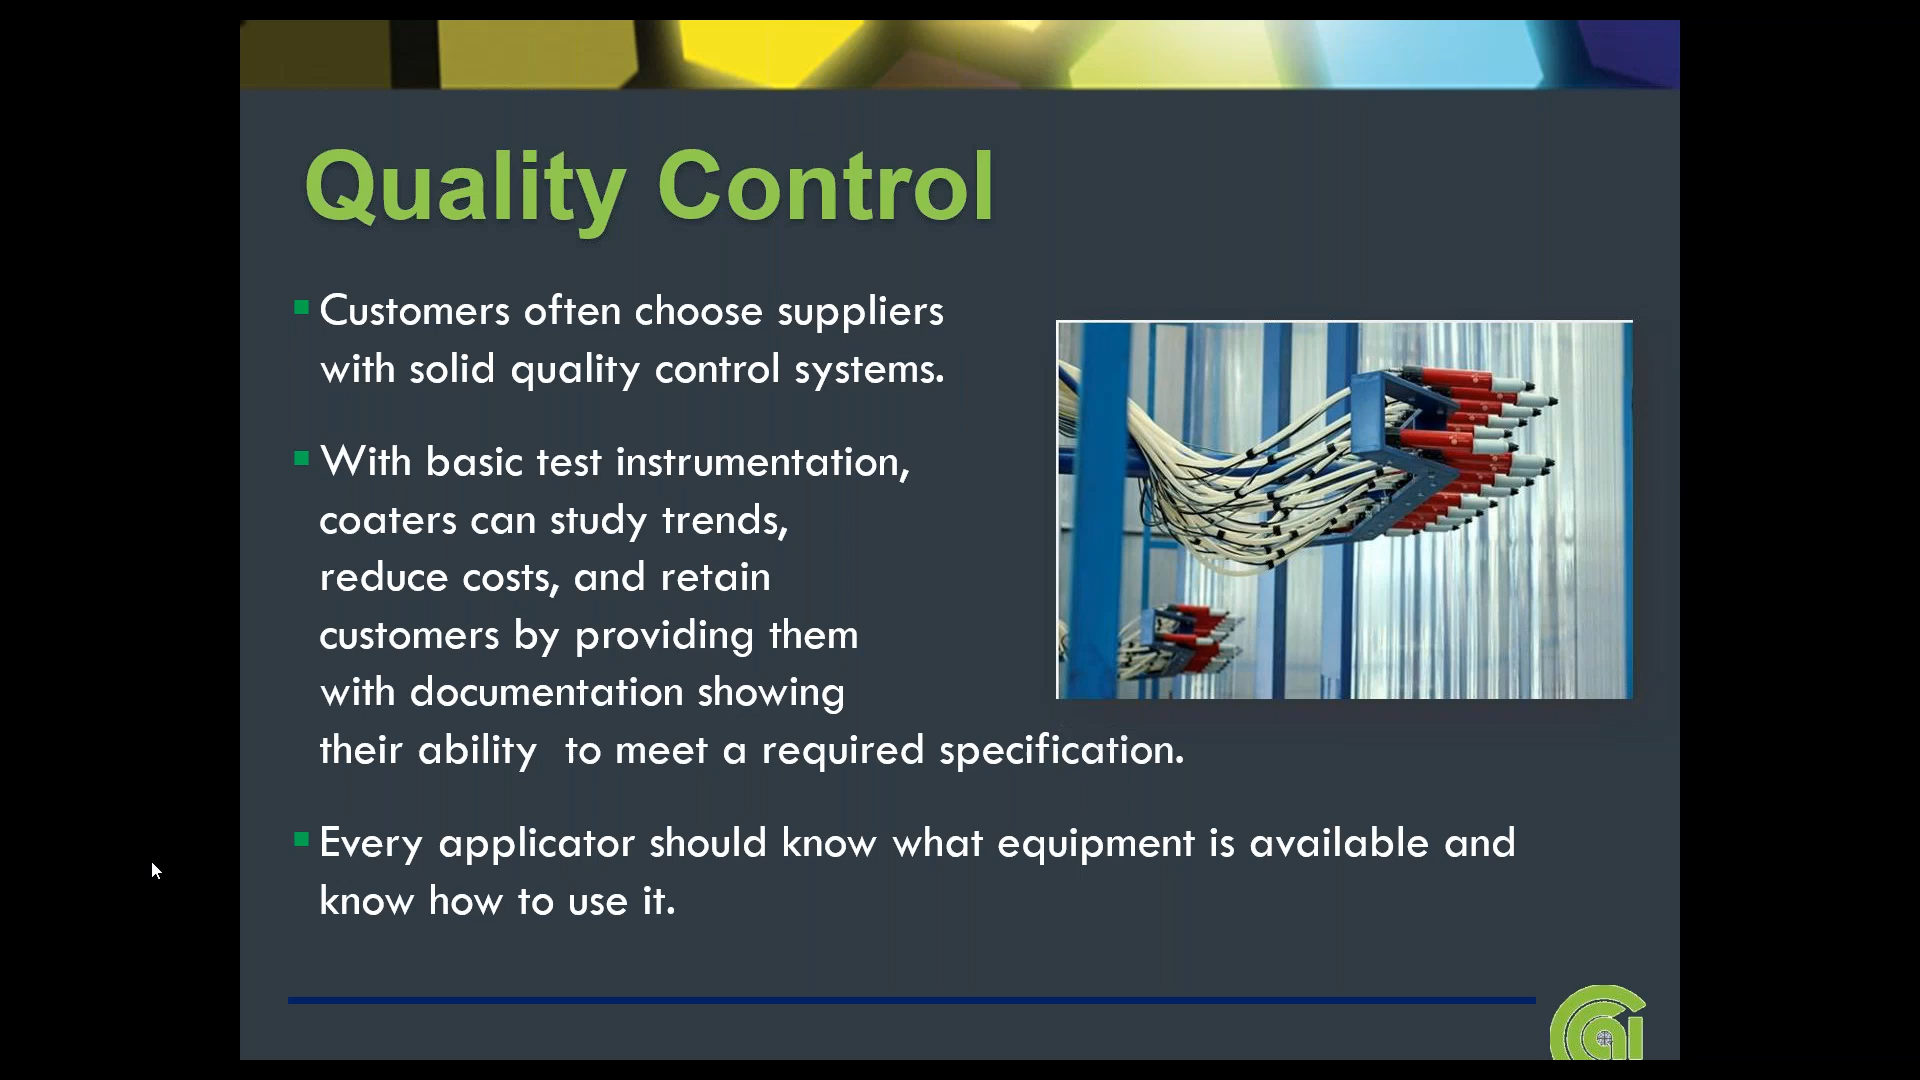 Quality Control
Customers often choose suppliers
with solid quality control systems.
With basic test instrumentation,
coaters can study trends,
reduce costs, and retain
customers by providing them
with documentation showing
their ability  to meet a required specification.
Every applicator should know what equipment is available and
know how to use it.
ccai